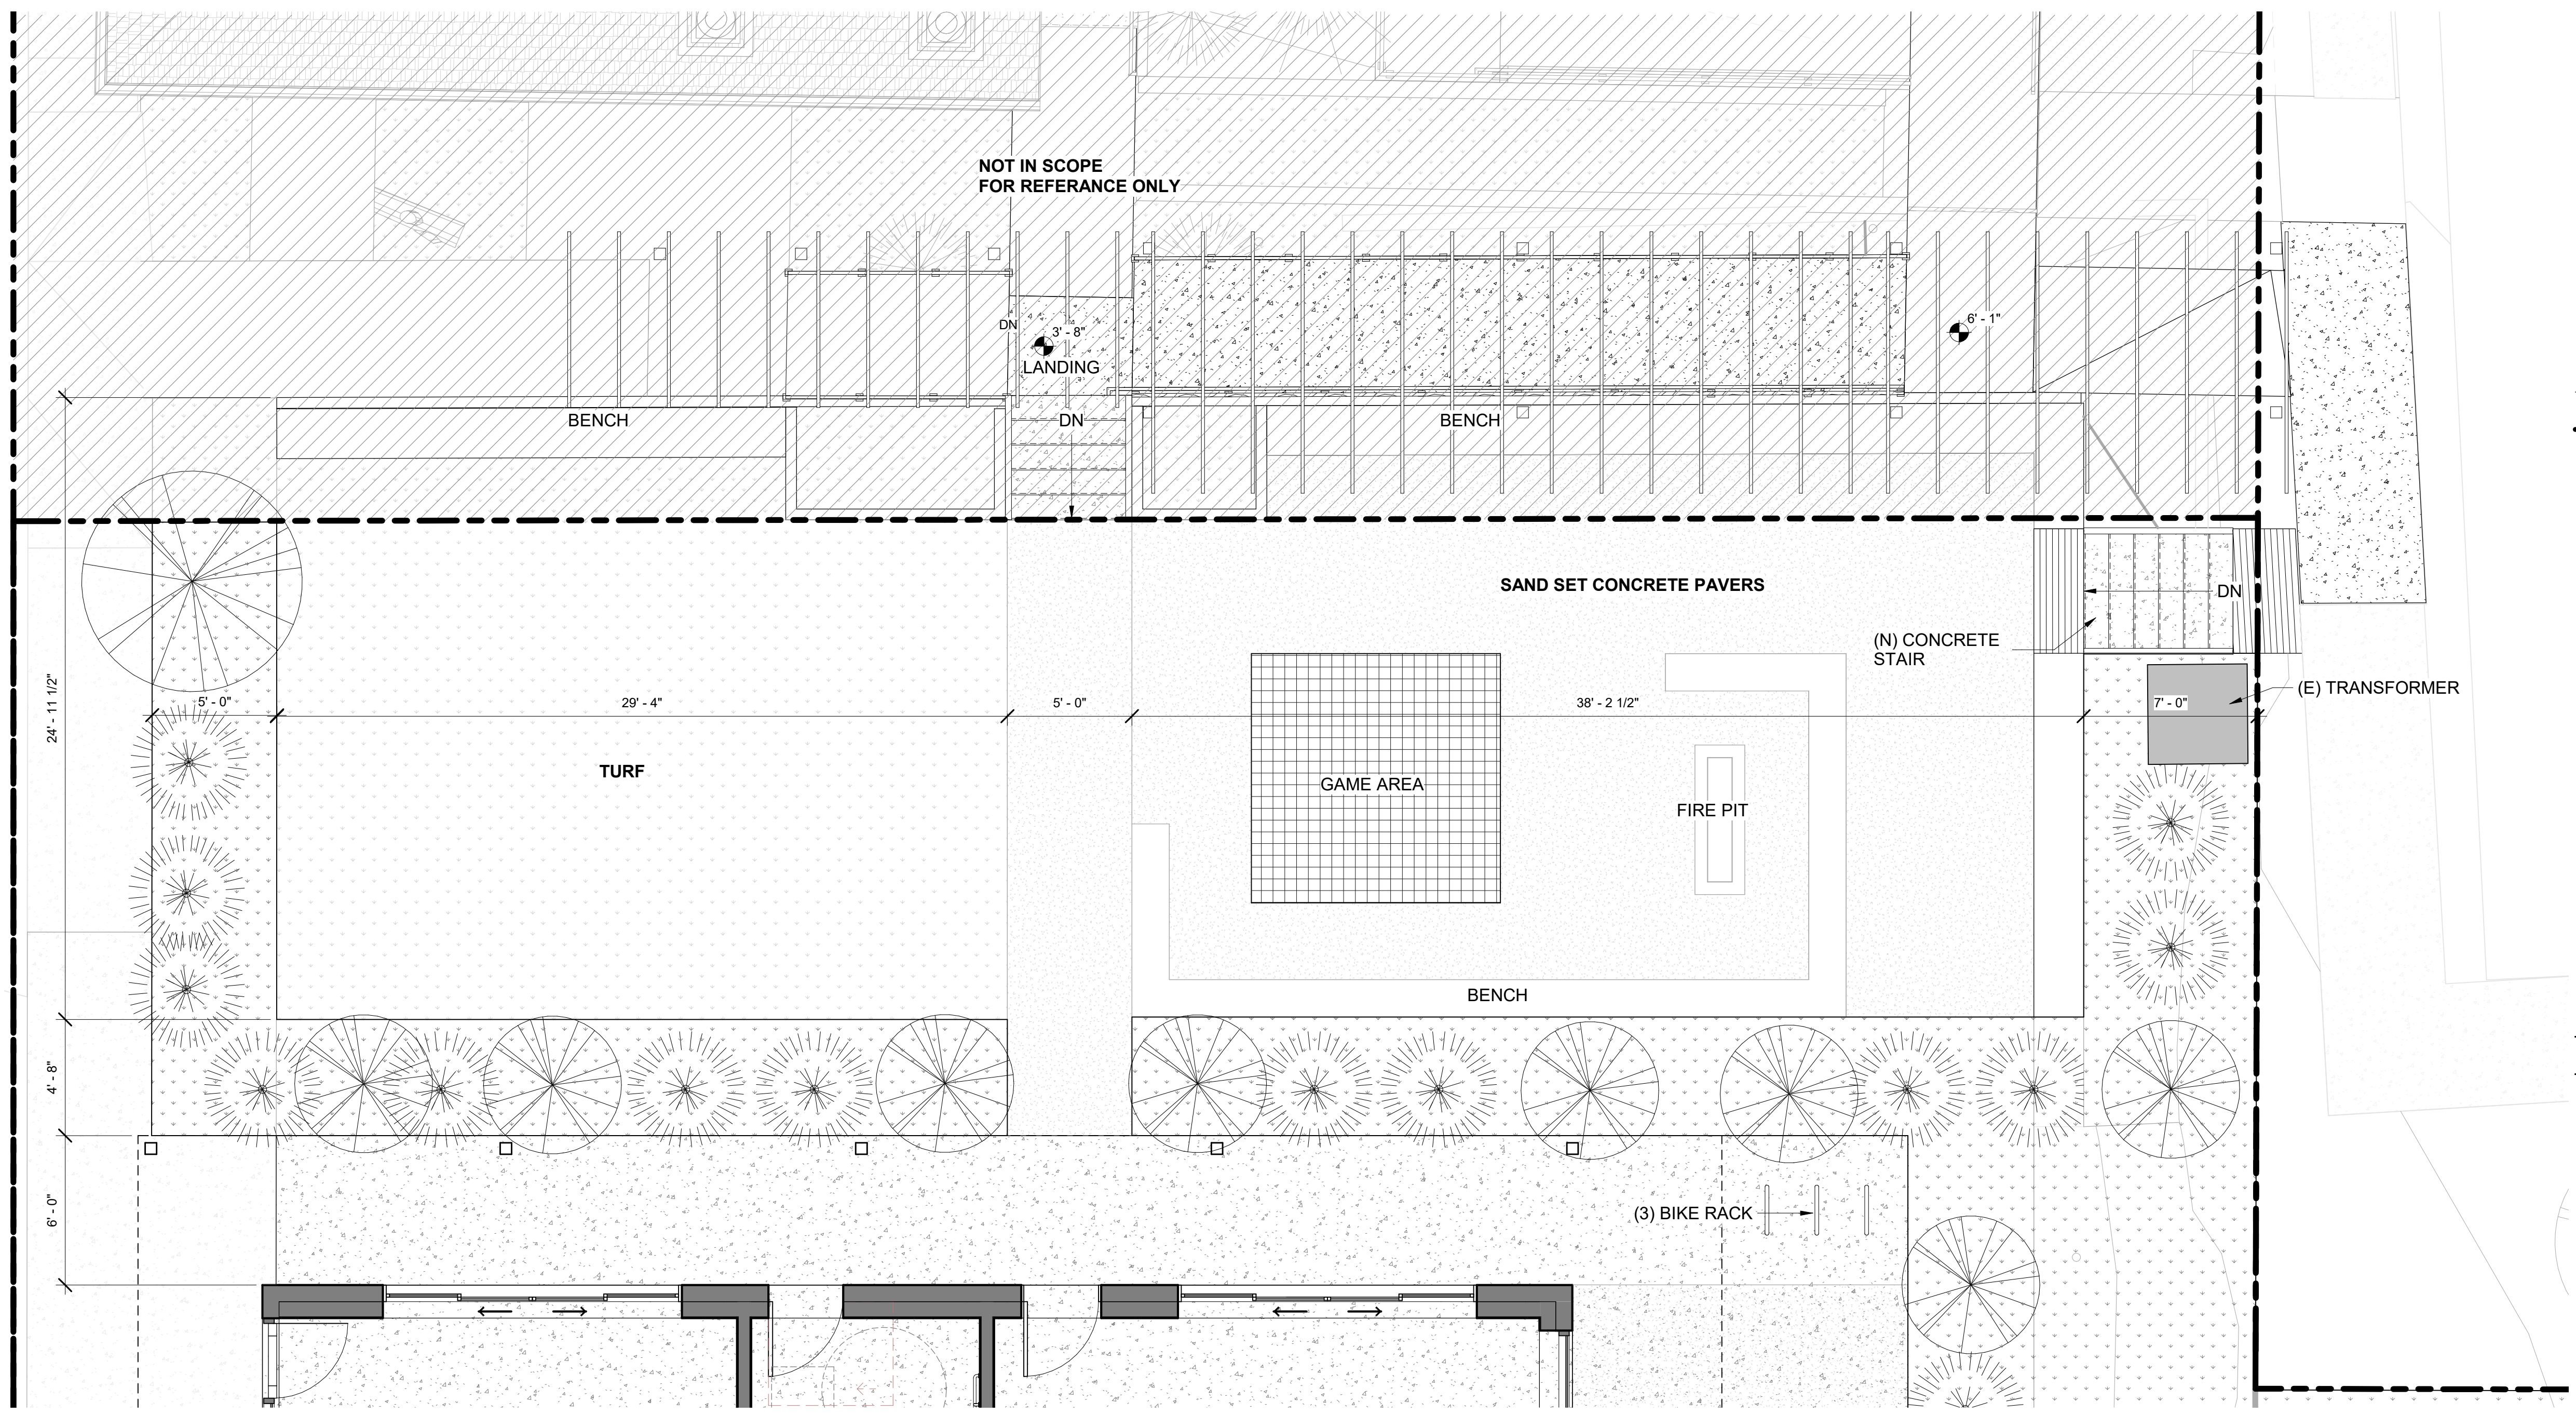 NOT IN SCOPE
FOR REFERANCE ONLY
DN
3' - 8"
6' - 1"
LANDING
BENCH
DN
BENCH
SAND SET CONCRETE PAVERS
DN
(N) CONCRETE
STAIR
(E) TRANSFORMER
24' - 11 1/2"
5' - 0"
29' - 4"
5' - 0"
38' - 2 1/2"
7' - 0"
TURF
GAME AREA
FIRE PIT
BENCH
4' - 8"
6' - 0"
(3) BIKE RACK